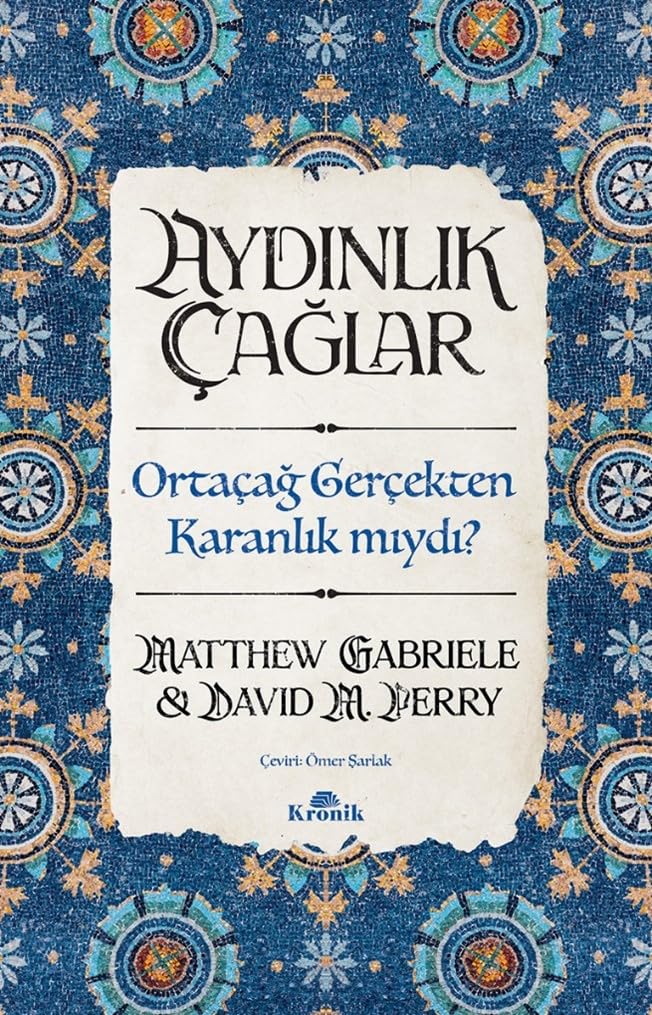 AYDINLIK
ÇAĞLAR
Ortaçağ Gerçekten
Karanlık mıydı?
MATTHEW GABRIELE
& DAVID M. PERRY
Çeviri: Ömer Şarlak
Kronik